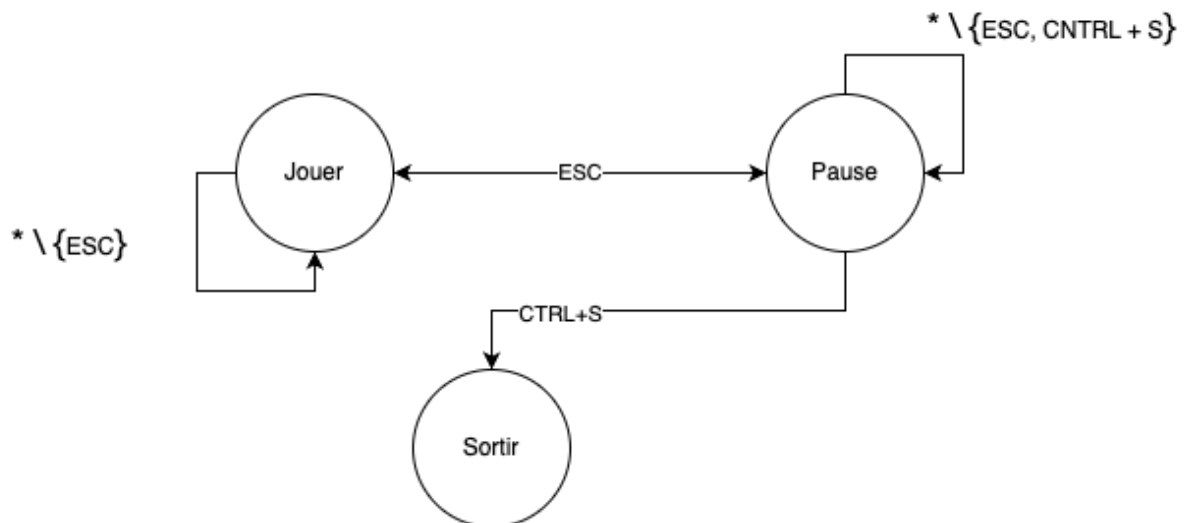 * \ {ESC, CNTRL + S}
Jouer
ESC
Pause
* \ {ESC}
CTRL+S
Sortir